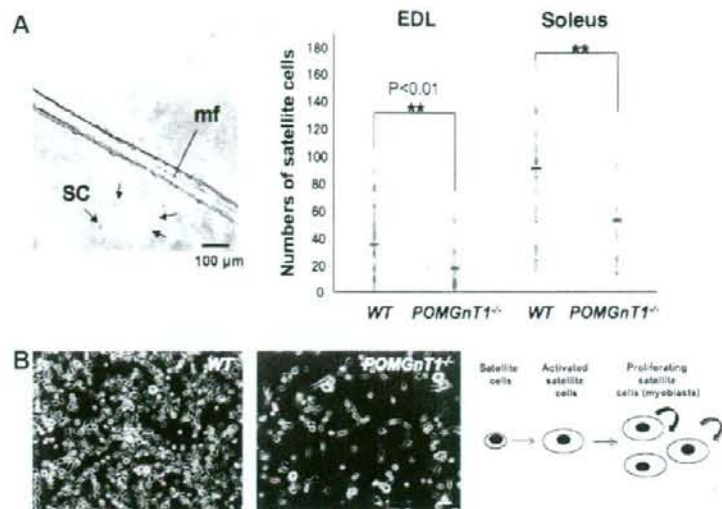 A
EDL
Soleus
Numbers of satellite cells
180
160
140
120
100
80
60
40
20
0
P<0.01
**
**
mf
SC
100 µm
WT
POMGnT1-/-
WT
POMGnT1-/-
B
WT
POMGnT1-/-
Satellite
cells
Activated
satellite
cells
Proliferating
satellite
cells (myoblasts)